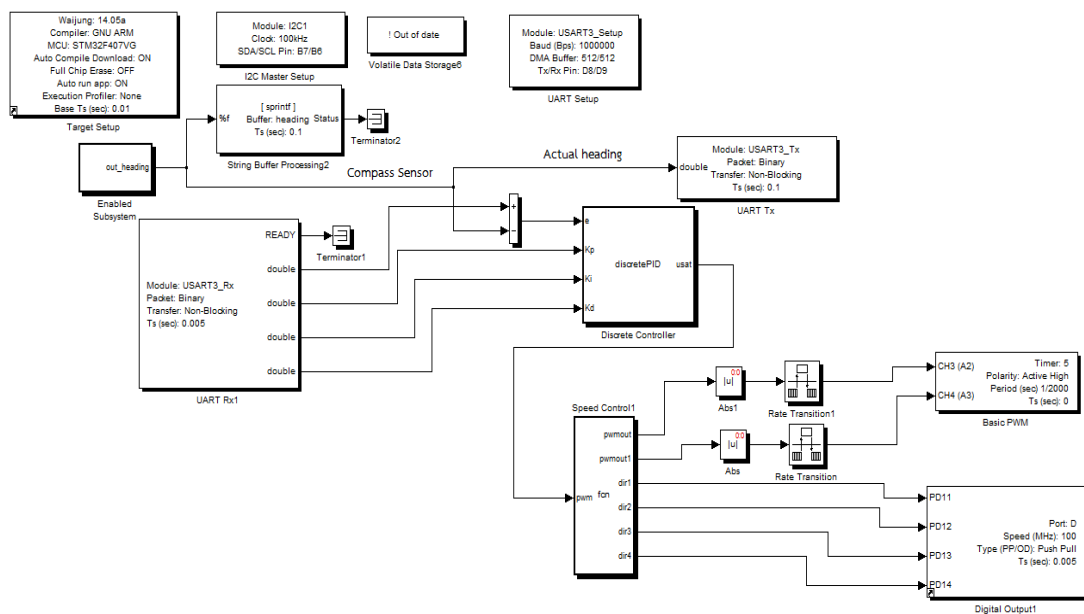 Waijung: 14.05a
Compiler: GNU ARM
MCU: STM32F407VG
Auto Compile Download: ON
Full Chip Erase: OFF
Auto run app: ON
Execution Profiler: None
Base Ts (sec): 0.01
Target Setup
Module: I2C1
Clock: 100kHz
SDA/SCL Pin: B7/B6
I2C Master Setup
! Out of date
Volatile Data Storage6
Module: USART3_Setup
Baud (Bps): 1000000
DMA Buffer: 512/512
Tx/Rx Pin: D8/D9
UART Setup
%f
[ sprintf ]
Buffer: heading
Ts (sec): 0.1
Status
String Buffer Processing2
Terminator2
out_heading
Enabled
Subsystem
Compass Sensor
Actual heading
double
Module: USART3_Tx
Packet: Binary
Transfer: Non-Blocking
Ts (sec): 0.1
UART Tx
READY
double
double
double
double
Module: USART3_Rx
Packet: Binary
Transfer: Non-Blocking
Ts (sec): 0.005
UART Rx1
Terminator1
+
−
e
Kp
Ki
Kd
discretePID
usat
Discrete Controller
Speed Control1
pwm
fcn
pwmout
pwmout1
dir1
dir2
dir3
dir4
0:0
|u|
Abs1
Rate Transition1
0:0
|u|
Abs
Rate Transition
CH3 (A2)
CH4 (A3)
Timer: 5
Polarity: Active High
Period (sec) 1/2000
Ts (sec): 0
Basic PWM
PD11
PD12
PD13
PD14
Port: D
Speed (MHz): 100
Type (PP/OD): Push Pull
Ts (sec): 0.005
Digital Output1